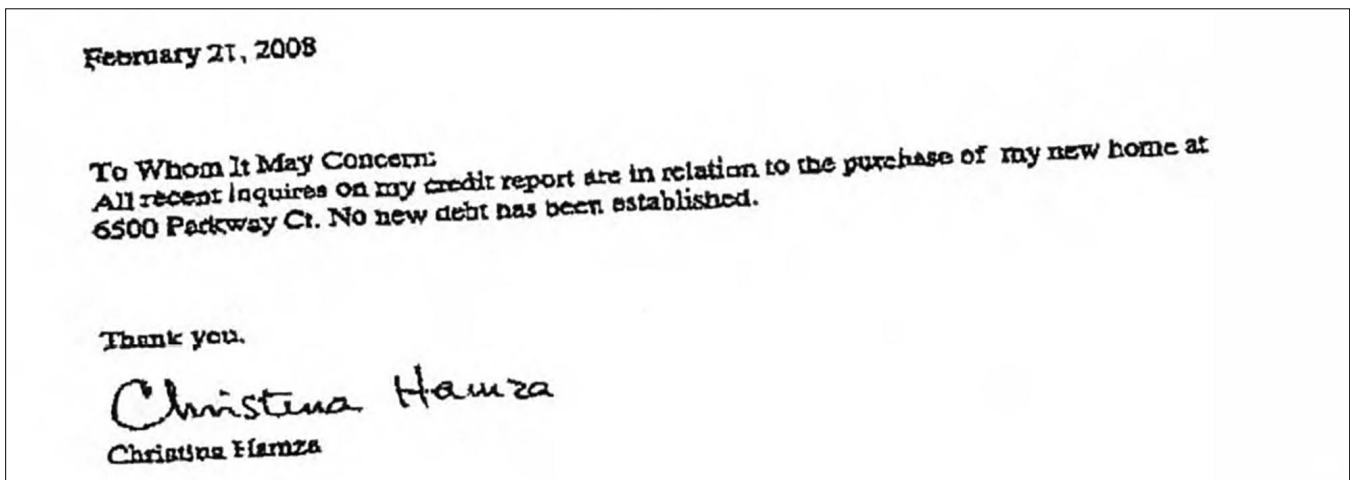 February 21, 2008
To Whom It May Concern:
All recent inquires on my credit report are in relation to the purchase of my new home at
6500 Parkway Ct. No new debt has been established.
Thank you.
Christina Hamza
Christina Hamza